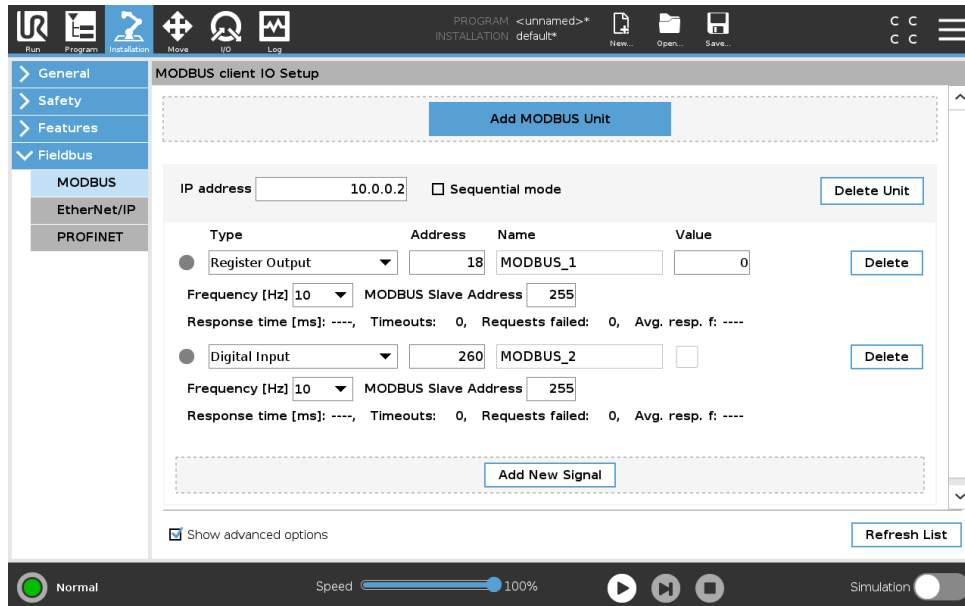 PROGRAM <unnamed>*
INSTALLATION default*
UR
Run Program Installation Move I/O Log New... Open... Save...
C C
C C
General
Safety
Features
Fieldbus
MODBUS
EtherNet/IP
PROFINET
MODBUS client IO Setup
Add MODBUS Unit
IP address 10.0.0.2 Sequential mode Delete Unit
Type Address Name Value
Register Output 18 MODBUS_1 0 Delete
Frequency [Hz] 10 MODBUS Slave Address 255
Response time [ms]: ----, Timeouts: 0, Requests failed: 0, Avg. resp. f: ----
Digital Input 260 MODBUS_2 Delete
Frequency [Hz] 10 MODBUS Slave Address 255
Response time [ms]: ----, Timeouts: 0, Requests failed: 0, Avg. resp. f: ----
Add New Signal
Show advanced options Refresh List
Normal Speed 100% Simulation